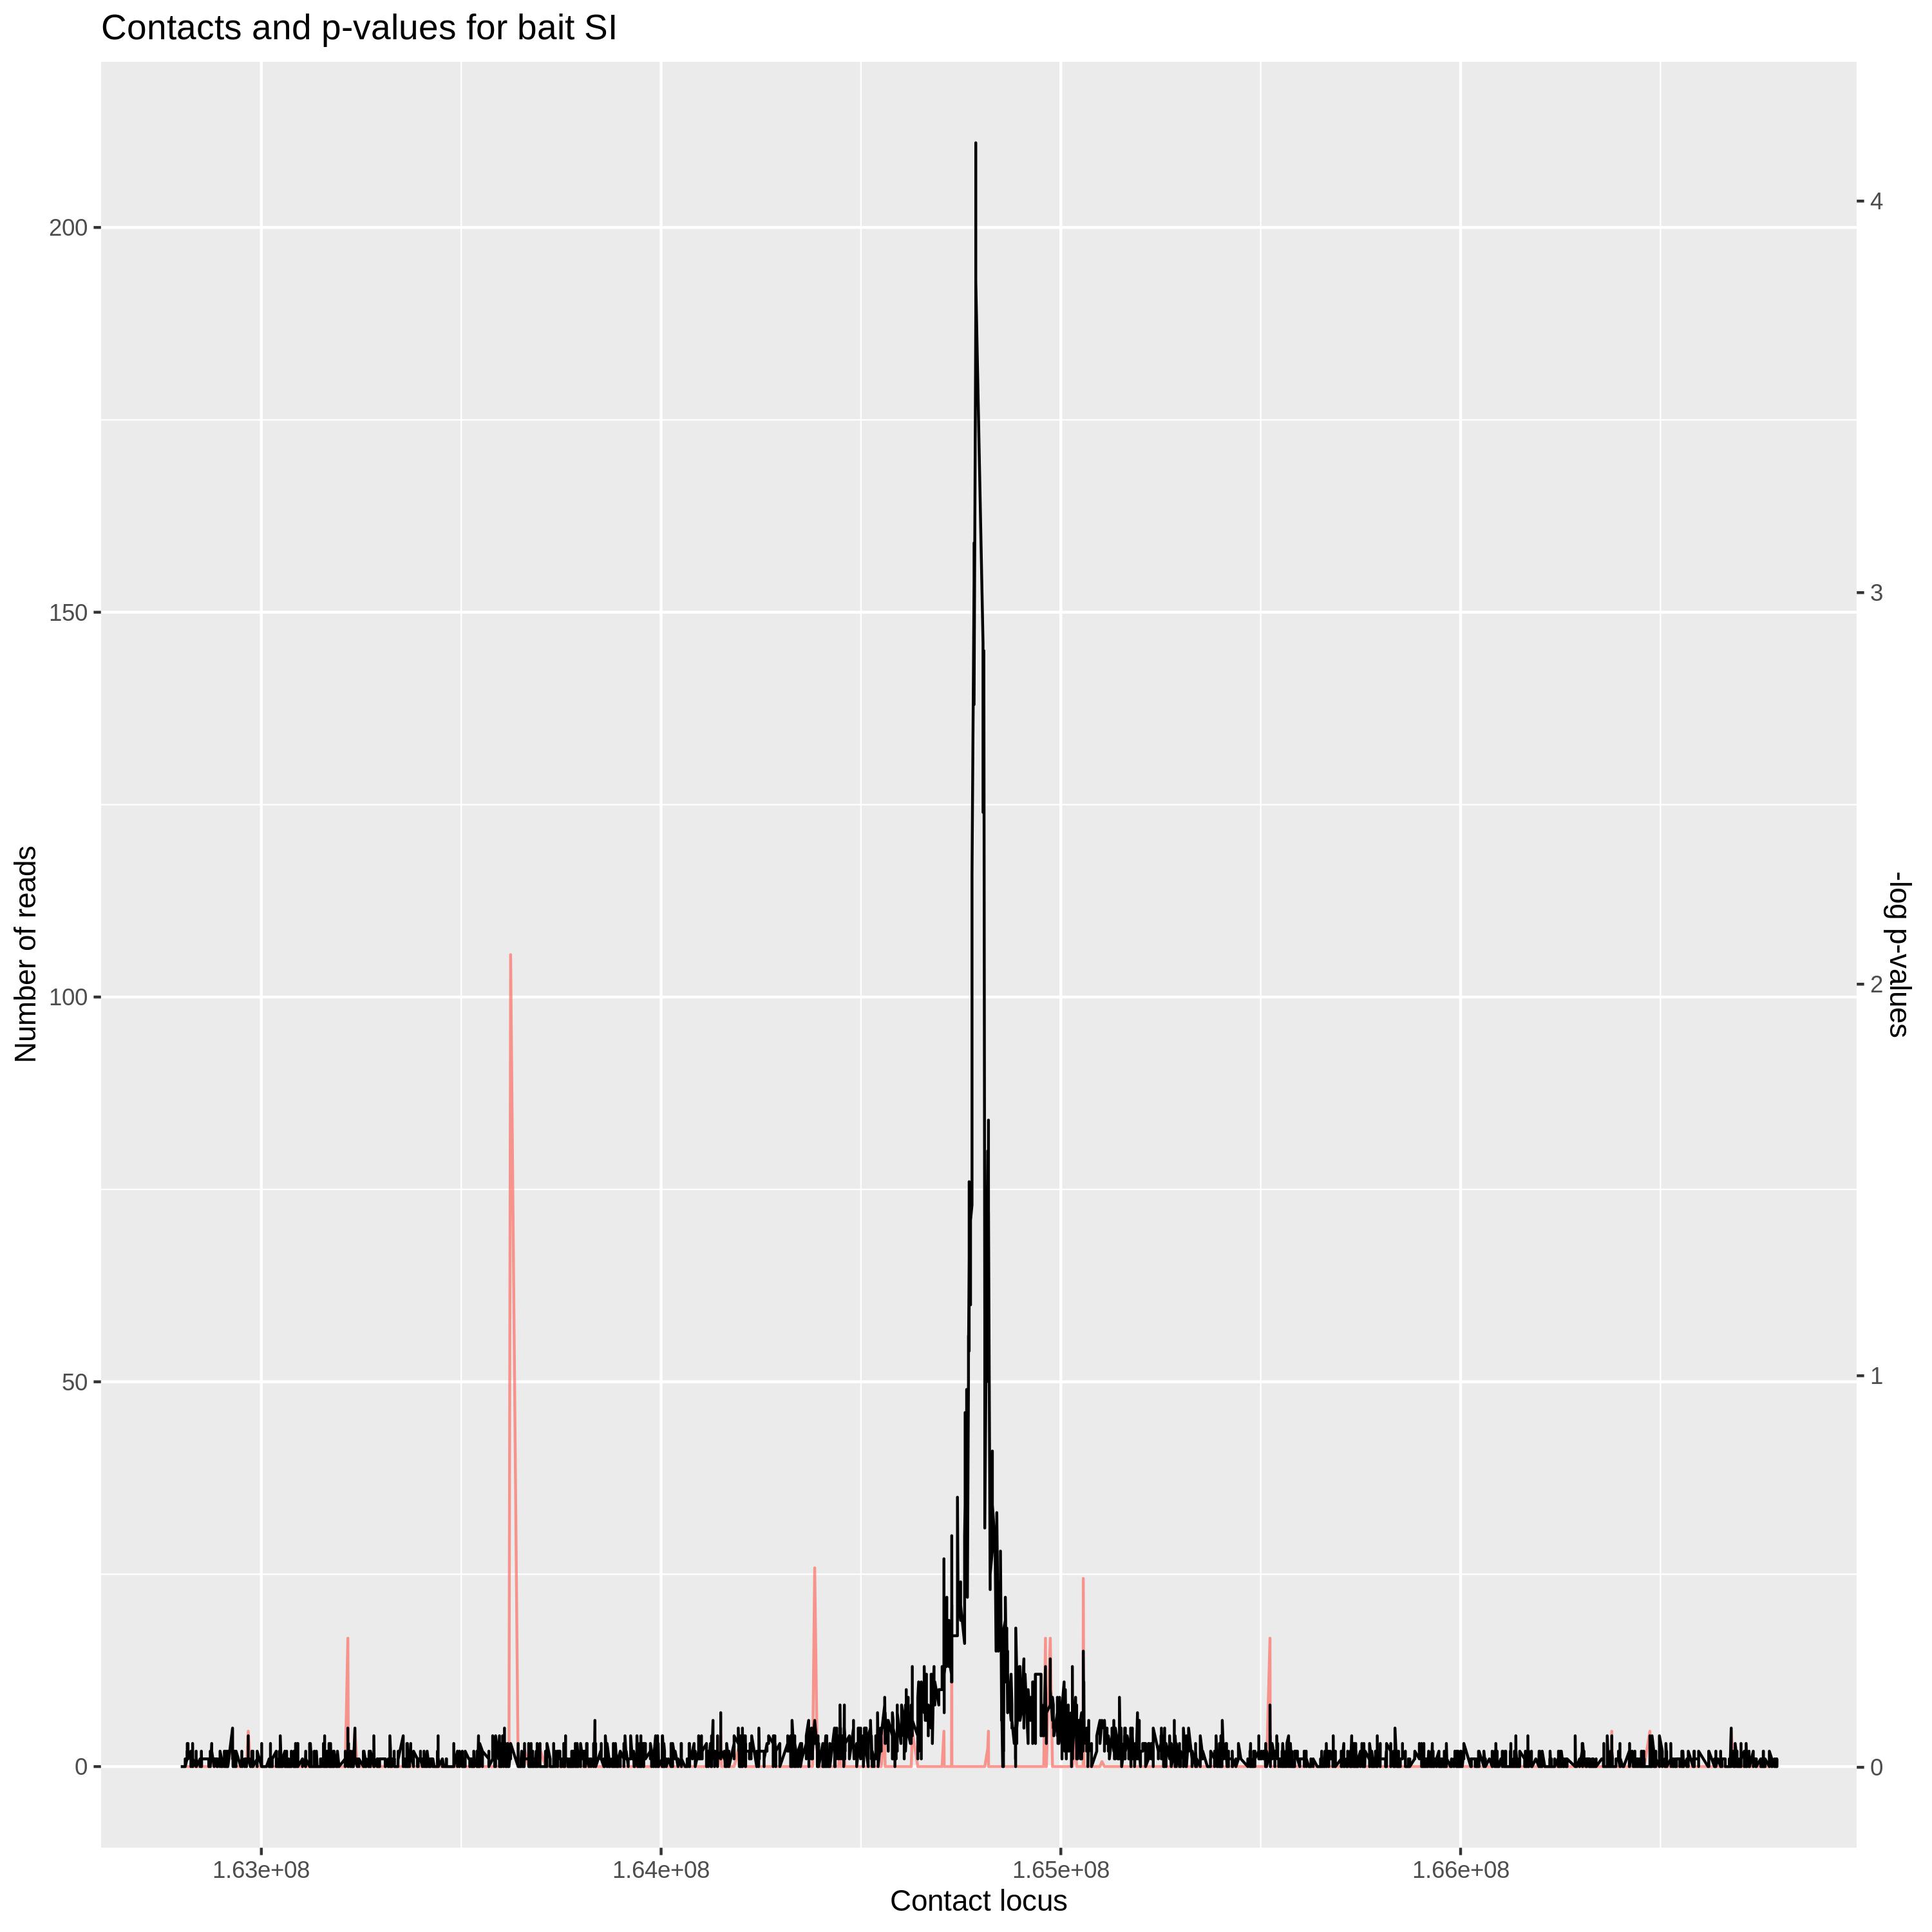 Contacts and p-values for bait SI
Number of reads
200
150
100
50
0
4
3
2
1
0
-log p-values
1.63e+08
1.64e+08
1.65e+08
1.66e+08
Contact locus